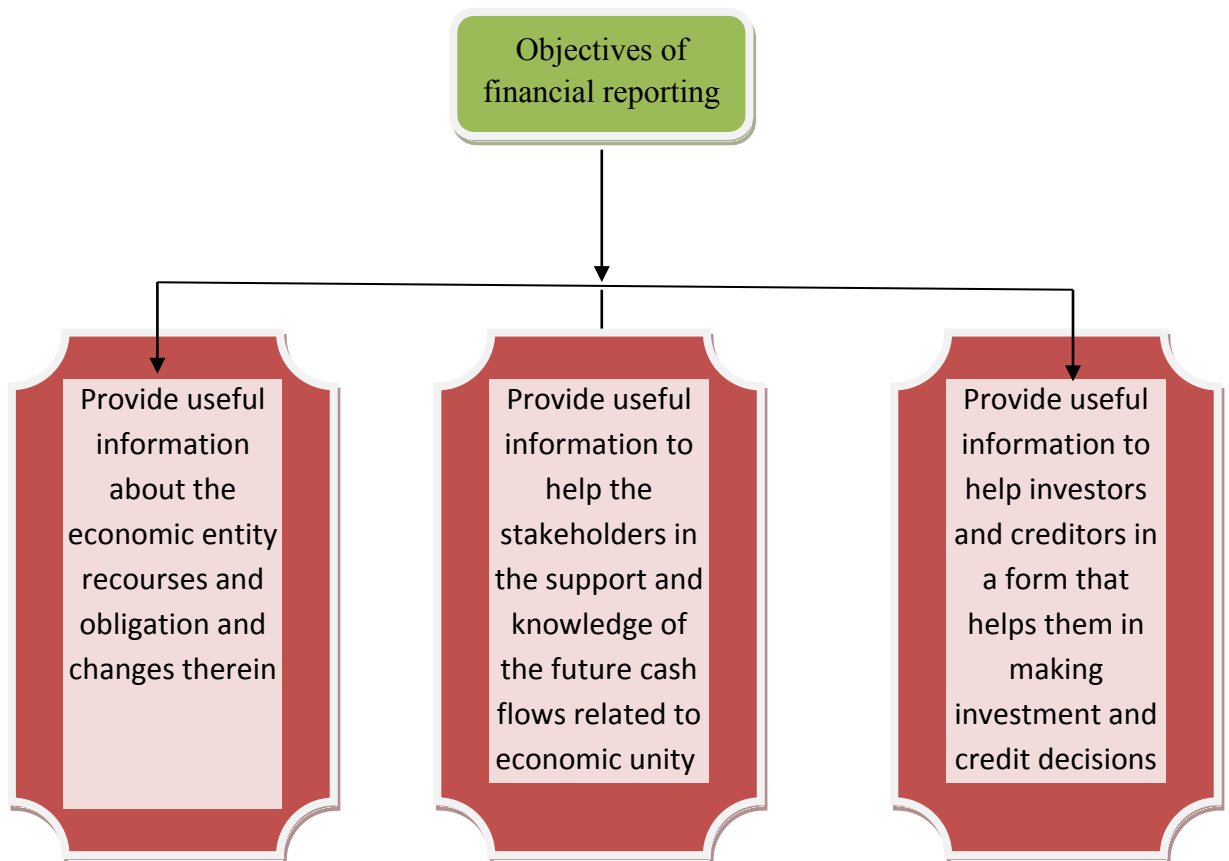 Objectives of
financial reporting
Provide useful
information
about the
economic entity
recourses and
obligation and
changes therein
Provide useful
information to
help the
stakeholders in
the support and
knowledge of
the future cash
flows related to
economic unity
Provide useful
information to
help investors
and creditors in
a form that
helps them in
making
investment and
credit decisions